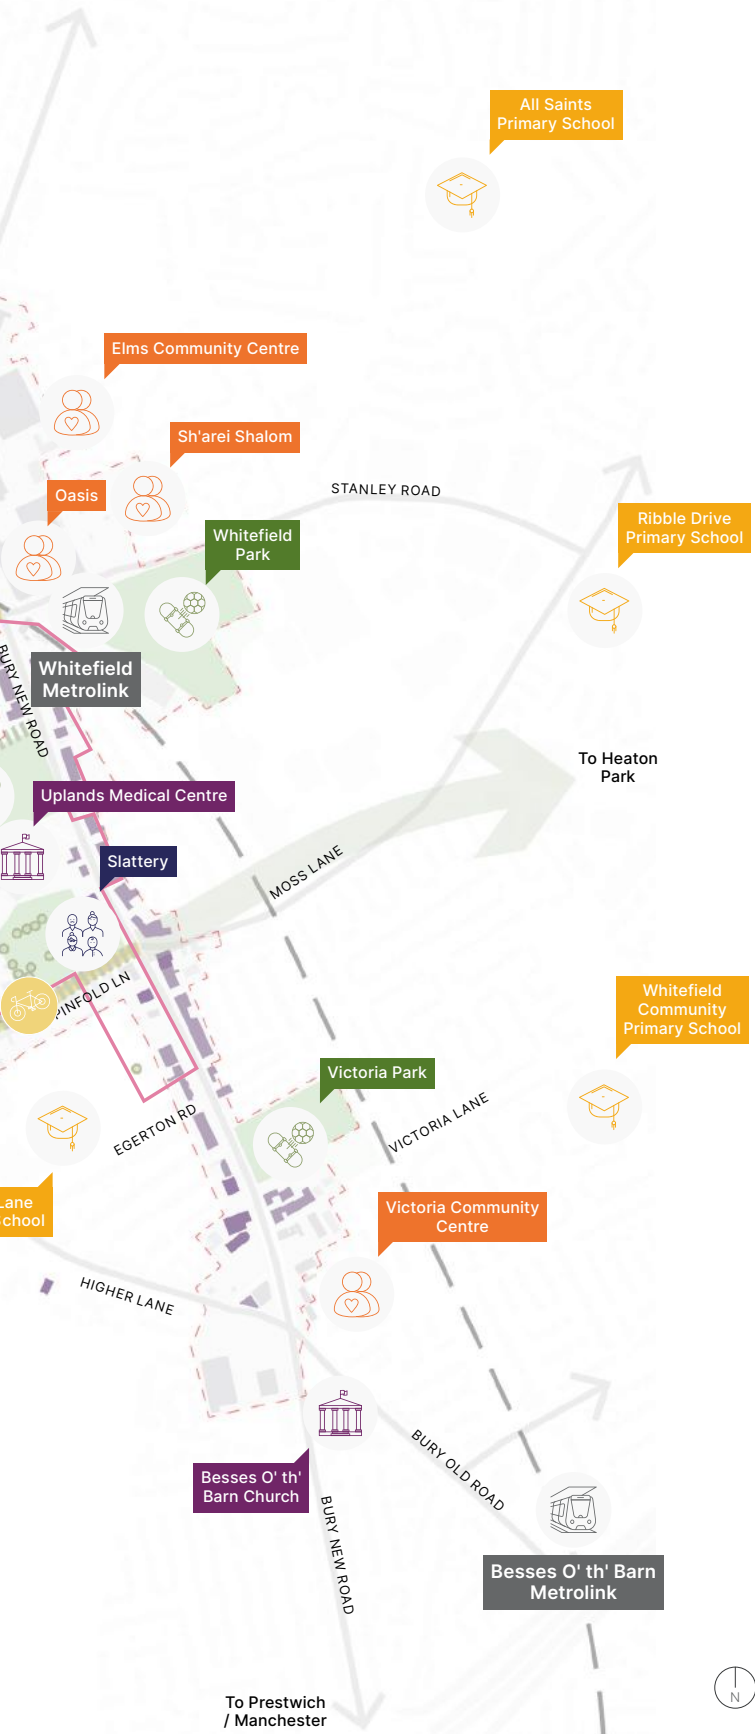 All Saints
Primary School
Elms Community Centre
Sh'arei Shalom
STANLEY ROAD
Oasis
Whitefield
Park
Ribble Drive
Primary School
Whitefield
Metrolink
BURY NEW ROAD
To Heaton
Park
Uplands Medical Centre
Slattery
MOSS LANE
PINFOLD LN
Whitefield
Community
Primary School
Victoria Park
EGERTON RD
VICTORIA LANE
Lane
School
Victoria Community
Centre
HIGHER LANE
Besses O' th'
Barn Church
BURY OLD ROAD
BURY NEW ROAD
Besses O' th' Barn
Metrolink
To Prestwich
/ Manchester
N